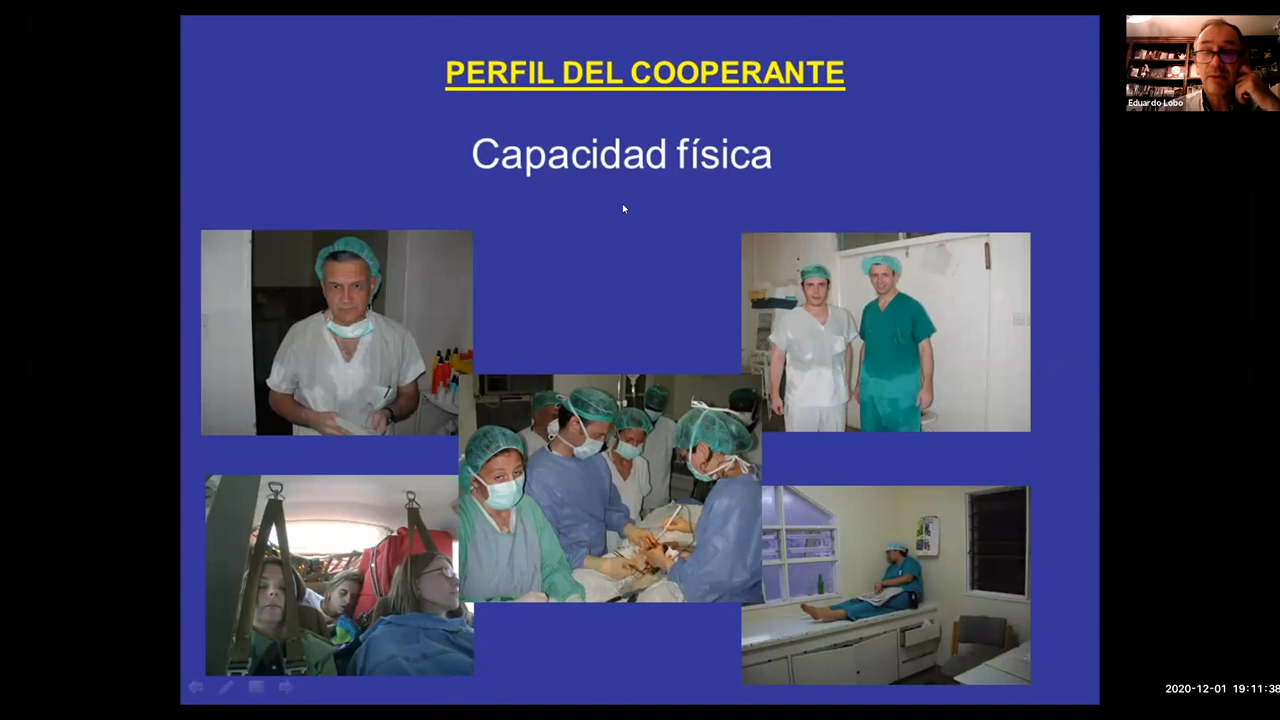 PERFIL DEL COOPERANTE
Capacidad física
Eduardo Lobo
2020-12-01 19:11:38